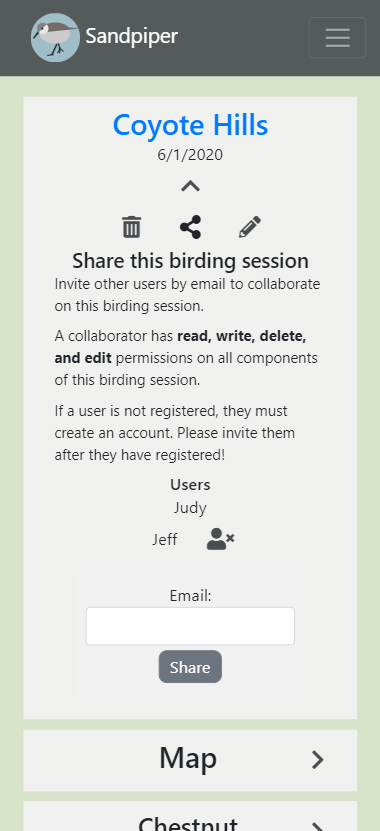 Sandpiper
Coyote Hills
6/1/2020
Share this birding session
Invite other users by email to collaborate
on this birding session.
A collaborator has read, write, delete,
and edit permissions on all components
of this birding session.
If a user is not registered, they must
create an account. Please invite them
after they have registered!
Users
Judy
Jeff
Email:
Share
Map
Chestnut